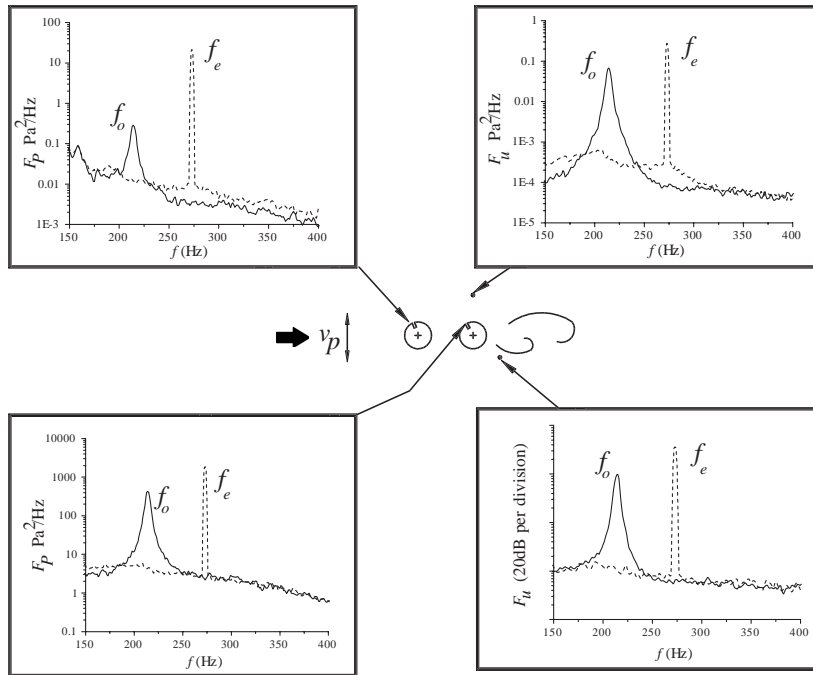 100
10
1
0.1
0.01
1E-3
F_P Pa²/Hz
f_o
f_e
150 200 250 300 350 400
f (Hz)
1
0.1
0.01
1E-3
1E-4
1E-5
F_u Pa²/Hz
f_o
f_e
150 200 250 300 350 400
f (Hz)
v_p
10000
1000
100
10
1
0.1
F_P Pa²/Hz
f_o
f_e
150 200 250 300 350 400
f (Hz)
F_u (20dB per division)
f_o
f_e
150 200 250 300 350 400
f (Hz)